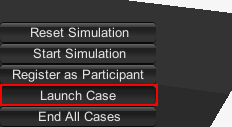 Reset Simulation
Start Simulation
Register as Participant
Launch Case
End All Cases